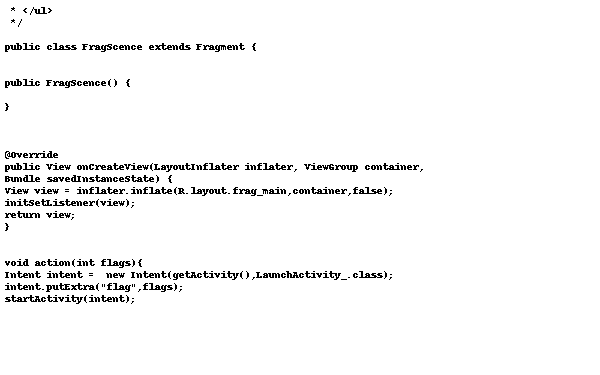 * </ul>
*/
public class FragScence extends Fragment {
public FragScence() {
}
@Override
public View onCreateView(LayoutInflater inflater, ViewGroup container,
Bundle savedInstanceState) {
View view = inflater.inflate(R.layout.frag_main,container,false);
initSetListener(view);
return view;
}
void action(int flags){
Intent intent =  new Intent(getActivity(),LaunchActivity_.class);
intent.putExtra("flag",flags);
startActivity(intent);